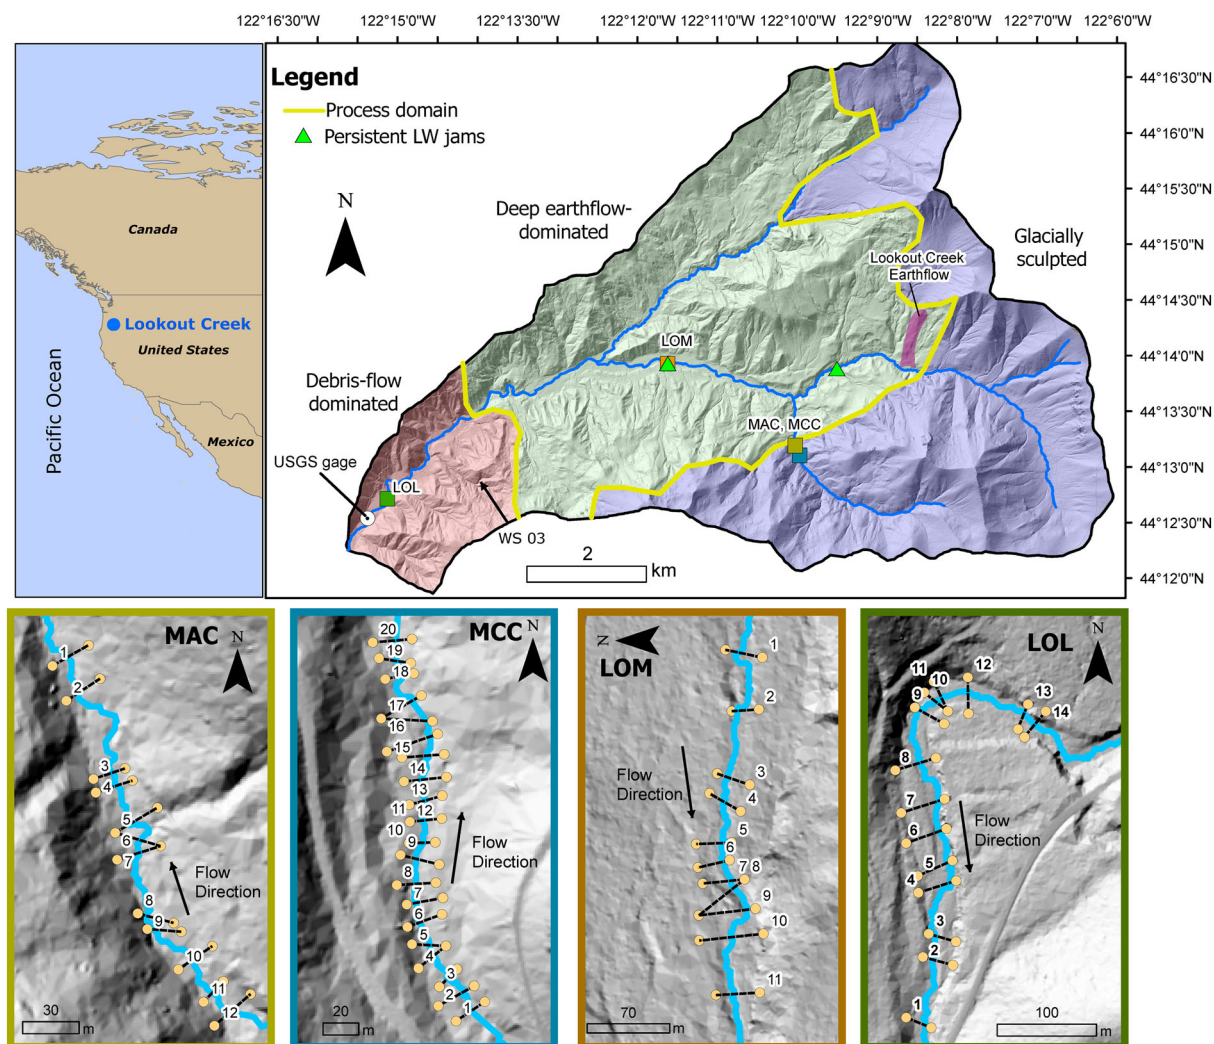 122°16'30"W 122°15'0"W 122°13'30"W 122°12'0"W 122°10'0"W 122°9'0"W 122°8'0"W 122°7'0"W 122°6'0"W
Legend
Process domain
Persistent LW jams
N
Canada
Lookout Creek
United States
Mexico
Pacific Ocean
Deep earthflow-
dominated
Glacially
sculpted
Lookout Creek
Earthflow
Debris-flow
dominated
LOM
MAC, MCC
USGS gage
LOL
WS 03
2
km
44°16'30"N
44°16'0"N
44°15'30"N
44°15'0"N
44°14'30"N
44°14'0"N
44°13'30"N
44°13'0"N
44°12'30"N
44°12'0"N
MAC
N
1
2
3
4
5
6
7
8
9
10
11
12
Flow
Direction
30
m
MCC
N
20
19
18
17
16
15
14
13
11
12
10
9
8
7
6
5
4
3
2
1
Flow
Direction
20
m
N
LOM
1
2
3
4
5
6
7 8
9
10
11
Flow
Direction
70
m
LOL
N
11
10
12
9
13
14
8
7
6
5
4
3
2
1
Flow
Direction
100
m